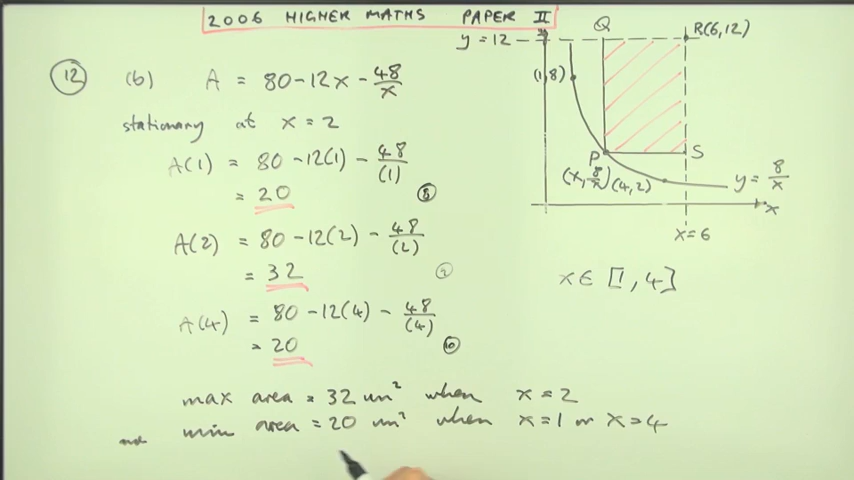 2006 HIGHER MATHS PAPER II
12 (b) A = 80-12x-48/x
stationary at x = 2
A(1) = 80-12(1)-48/(1)
= 20
8
A(2) = 80-12(2)-48/(2)
= 32
A(4) = 80-12(4)-48/(4)
= 20
10
max area = 32 un² when x = 2
and min area = 20 un² when x = 1 or x = 4
y = 12
Q
R(6,12)
(1,8)
P
S
(x, 8/x)
(4,2)
y = 8/x
x
x = 6
x ∈ [1, 4]